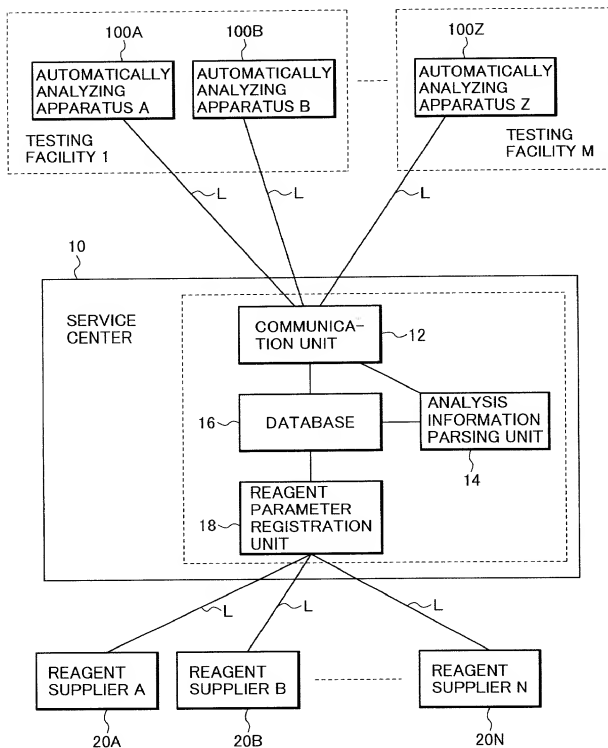 100A
100B
100Z
AUTOMATICALLY
ANALYZING
APPARATUS A
AUTOMATICALLY
ANALYZING
APPARATUS B
AUTOMATICALLY
ANALYZING
APPARATUS Z
TESTING
FACILITY 1
TESTING
FACILITY M
L
L
L
10
SERVICE
CENTER
COMMUNICA-
TION UNIT
12
16
DATABASE
ANALYSIS
INFORMATION
PARSING UNIT
14
18
REAGENT
PARAMETER
REGISTRATION
UNIT
L
L
L
REAGENT
SUPPLIER A
REAGENT
SUPPLIER B
REAGENT
SUPPLIER N
20A
20B
20N